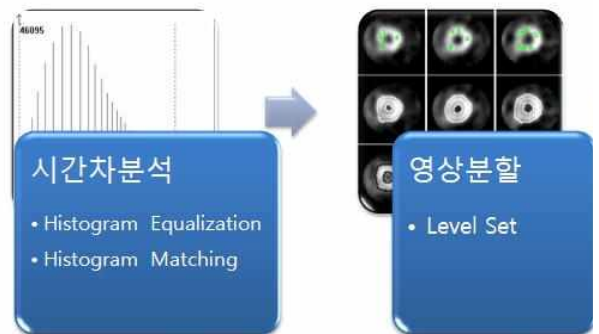 46095
시간차분석
• Histogram Equalization
• Histogram Matching
영상분할
• Level Set